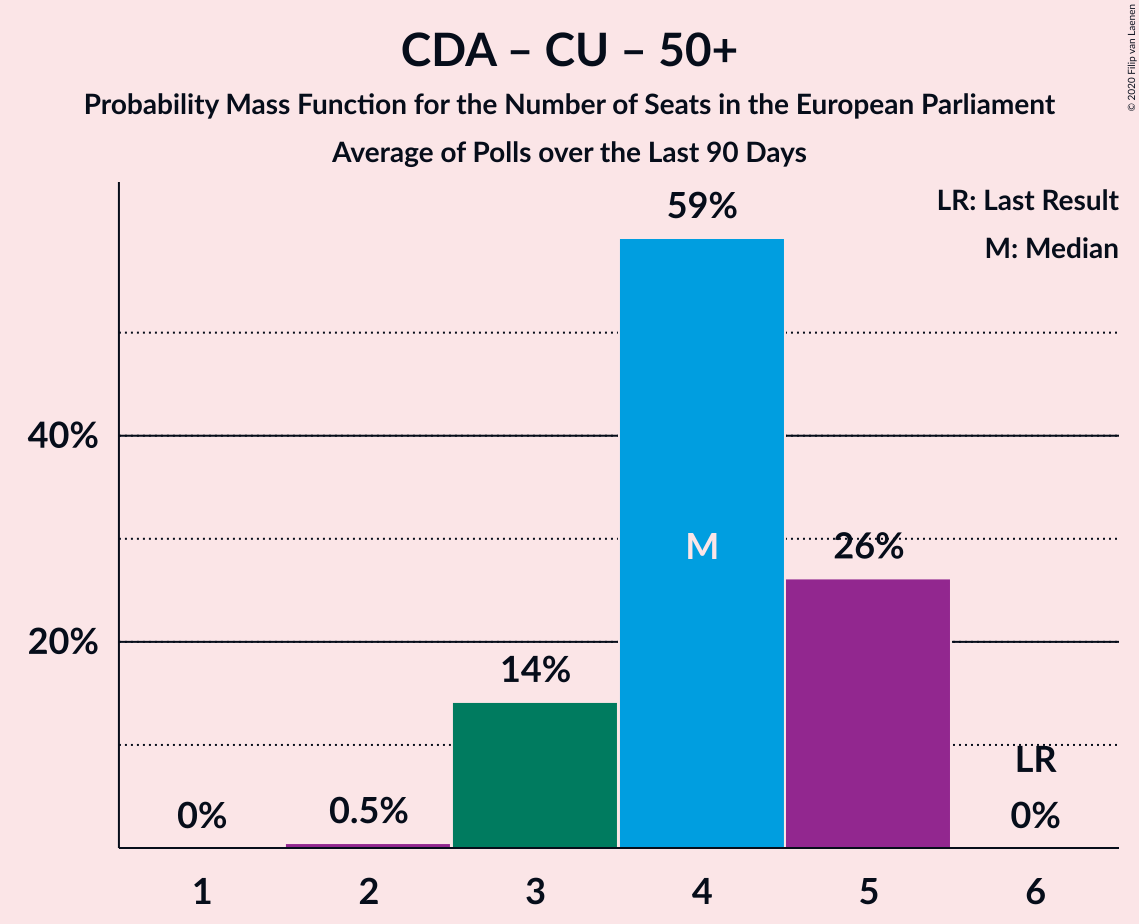 CDA – CU – 50+
Probability Mass Function for the Number of Seats in the European Parliament
Average of Polls over the Last 90 Days
© 2020 Filip van Laenen
LR: Last Result
M: Median
59%
40%
M
26%
20%
14%
LR
0%
0.5%
0%
1 2 3 4 5 6